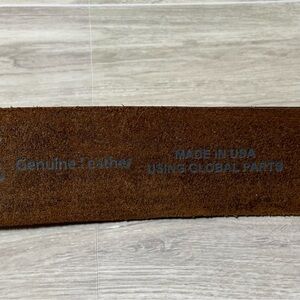 Genuine Leather
MADE IN USA
USING GLOBAL PARTS